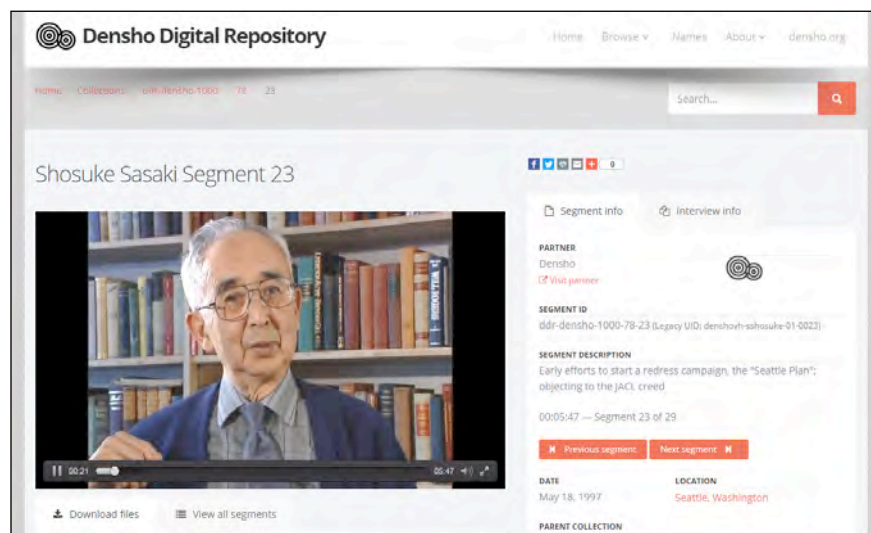 Densho Digital Repository
Home Browse Names About densho.org
Home Collections ddr-densho-1000 78 23
Search...
Shosuke Sasaki Segment 23
0
Segment info Interview info
PARTNER
Densho
Visit partner
SEGMENT ID
ddr-densho-1000-78-23 (Legacy UID: denshovh-sshosuke-01-0023)
SEGMENT DESCRIPTION
Early efforts to start a redress campaign, the "Seattle Plan";
objecting to the JACL creed
00:05:47 — Segment 23 of 29
Previous segment Next segment
00:21 05:47
DATE LOCATION
May 18, 1997 Seattle, Washington
Download files View all segments
PARENT COLLECTION